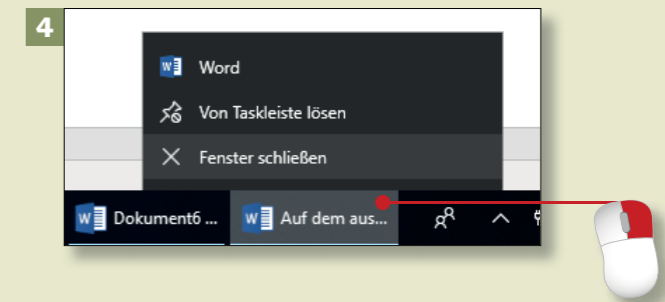 4
Word
Von Taskleiste lösen
Fenster schließen
Dokument6 ...
Auf dem aus...